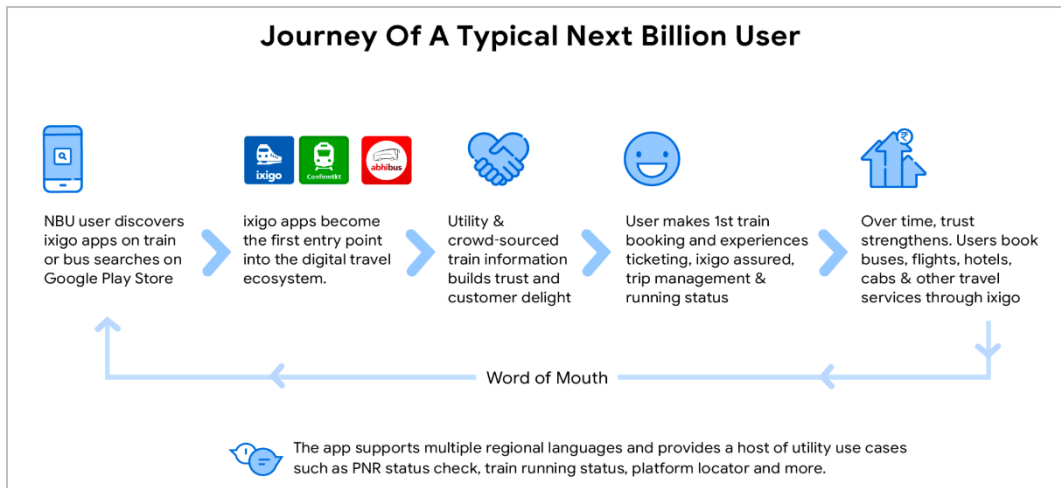 Journey Of A Typical Next Billion User
ixigo
Confirmtkt
abhibus
₹
NBU user discovers
ixigo apps on train
or bus searches on
Google Play Store
ixigo apps become
the first entry point
into the digital travel
ecosystem.
Utility &
crowd-sourced
train information
builds trust and
customer delight
User makes 1st train
booking and experiences
ticketing, ixigo assured,
trip management &
running status
Over time, trust
strengthens. Users book
buses, flights, hotels,
cabs & other travel
services through ixigo
Word of Mouth
The app supports multiple regional languages and provides a host of utility use cases
such as PNR status check, train running status, platform locator and more.